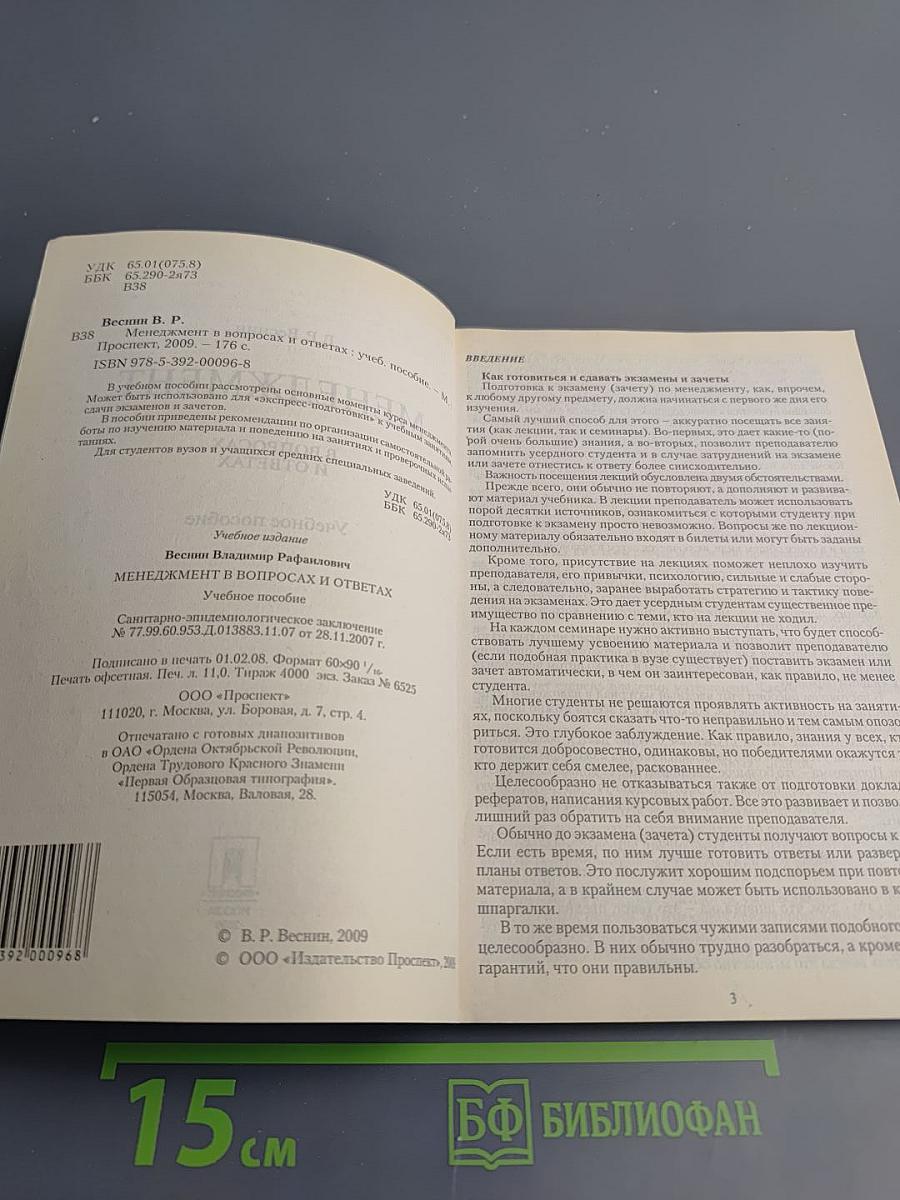 УДК 65.01(075.8)
ББК 65.290-2я73
В38
Веснин В. Р.
В38 Менеджмент в вопросах и ответах : учеб. пособие. – М. :
Проспект, 2009. – 176 с.
ISBN 978-5-392-00096-8
В учебном пособии рассмотрены основные моменты курса менеджмента.
Может быть использовано для «экспресс-подготовки» к учебным занятиям,
сдачи экзаменов и зачетов.
В пособии приведены рекомендации по организации самостоятельной ра-
боты по изучению материала и поведению на занятиях и проверочных испы-
таниях.
Для студентов вузов и учащихся средних специальных заведений.
УДК 65.01(075.8)
ББК 65.290-2я73
Учебное издание
Веснин Владимир Рафаилович
МЕНЕДЖМЕНТ В ВОПРОСАХ И ОТВЕТАХ
Учебное пособие
Санитарно-эпидемиологическое заключение
№ 77.99.60.953.Д.013883.11.07 от 28.11.2007 г.
Подписано в печать 01.02.08. Формат 60×90 1/16.
Печать офсетная. Печ. л. 11,0. Тираж 4000 экз. Заказ № 6525
ООО «Проспект»
111020, г. Москва, ул. Боровая, д. 7, стр. 4.
Отпечатано с готовых диапозитивов
в ОАО «Ордена Октябрьской Революции,
Ордена Трудового Красного Знамени
«Первая Образцовая типография».
115054, Москва, Валовая, 28.
392 000968
© В. Р. Веснин, 2009
© ООО «Издательство Проспект», 2009
ВВЕДЕНИЕ
Как готовиться и сдавать экзамены и зачеты
Подготовка к экзамену (зачету) по менеджменту, как, впрочем,
к любому другому предмету, должна начинаться с первого же дня его
изучения.
Самый лучший способ для этого – аккуратно посещать все заня-
тия (как лекции, так и семинары). Во-первых, это дает какие-то (по-
рой очень большие) знания, а во-вторых, позволит преподавателю
запомнить усердного студента и в случае затруднений на экзамене
или зачете отнестись к ответу более снисходительно.
Важность посещения лекций обусловлена двумя обстоятельствами.
Прежде всего, они обычно не повторяют, а дополняют и развива-
ют материал учебника. В лекции преподаватель может использовать
порой десятки источников, ознакомиться с которыми студенту при
подготовке к экзамену просто невозможно. Вопросы же по лекцион-
ному материалу обязательно входят в билеты или могут быть заданы
дополнительно.
Кроме того, присутствие на лекциях поможет неплохо изучить
преподавателя, его привычки, психологию, сильные и слабые сторо-
ны, а следовательно, заранее выработать стратегию и тактику пове-
дения на экзаменах. Это дает усердным студентам существенное пре-
имущество по сравнению с теми, кто на лекции не ходил.
На каждом семинаре нужно активно выступать, что будет способ-
ствовать лучшему усвоению материала и позволит преподавателю
(если подобная практика в вузе существует) поставить экзамен или
зачет автоматически, в чем он заинтересован, как правило, не менее
студента.
Многие студенты не решаются проявлять активность на заняти-
ях, поскольку боятся сказать что-то неправильно и тем самым опозо
риться. Это глубокое заблуждение. Как правило, знания у всех, кт
готовится добросовестно, одинаковы, но победителями окажутся т
кто держит себя смелее, раскованнее.
Целесообразно не отказываться также от подготовки доклад
рефератов, написания курсовых работ. Все это развивает и позво
лишний раз обратить на себя внимание преподавателя.
Обычно до экзамена (зачета) студенты получают вопросы к
Если есть время, по ним лучше готовить ответы или развер
планы ответов. Это послужит хорошим подспорьем при повто
материала, а в крайнем случае может быть использовано в к
шпаргалки.
В то же время пользоваться чужими записями подобного
целесообразно. В них обычно трудно разобраться, а кроме
гарантий, что они правильны.
3
15 см
БФ БИБЛИОФАН